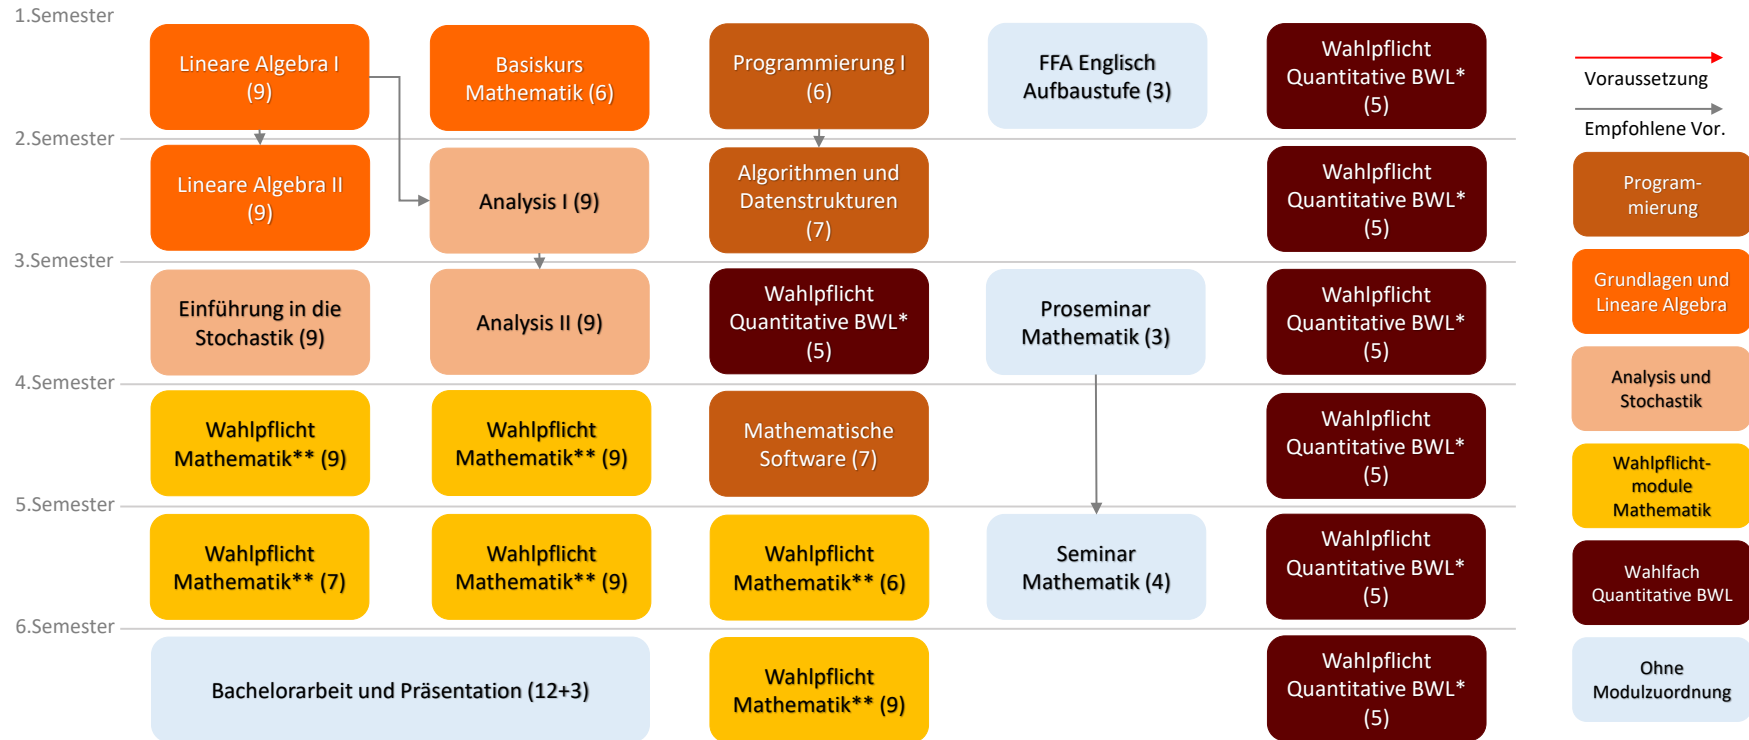 1.Semester
Lineare Algebra I
(9)
Basiskurs
Mathematik (6)
Programmierung I
(6)
FFA Englisch
Aufbaustufe (3)
Wahlpflicht
Quantitative BWL*
(5)
2.Semester
Lineare Algebra II
(9)
Analysis I (9)
Algorithmen und
Datenstrukturen
(7)
Wahlpflicht
Quantitative BWL*
(5)
3.Semester
Einführung in die
Stochastik (9)
Analysis II (9)
Wahlpflicht
Quantitative BWL*
(5)
Proseminar
Mathematik (3)
Wahlpflicht
Quantitative BWL*
(5)
4.Semester
Wahlpflicht
Mathematik** (9)
Wahlpflicht
Mathematik** (9)
Mathematische
Software (7)
Wahlpflicht
Quantitative BWL*
(5)
5.Semester
Wahlpflicht
Mathematik** (7)
Wahlpflicht
Mathematik** (9)
Wahlpflicht
Mathematik** (6)
Seminar
Mathematik (4)
Wahlpflicht
Quantitative BWL*
(5)
6.Semester
Bachelorarbeit und Präsentation (12+3)
Wahlpflicht
Mathematik** (9)
Wahlpflicht
Quantitative BWL*
(5)
Voraussetzung
Empfohlene Vor.
Program-
mierung
Grundlagen und
Lineare Algebra
Analysis und
Stochastik
Wahlpflicht-
module
Mathematik
Wahlfach
Quantitative BWL
Ohne
Modulzuordnung